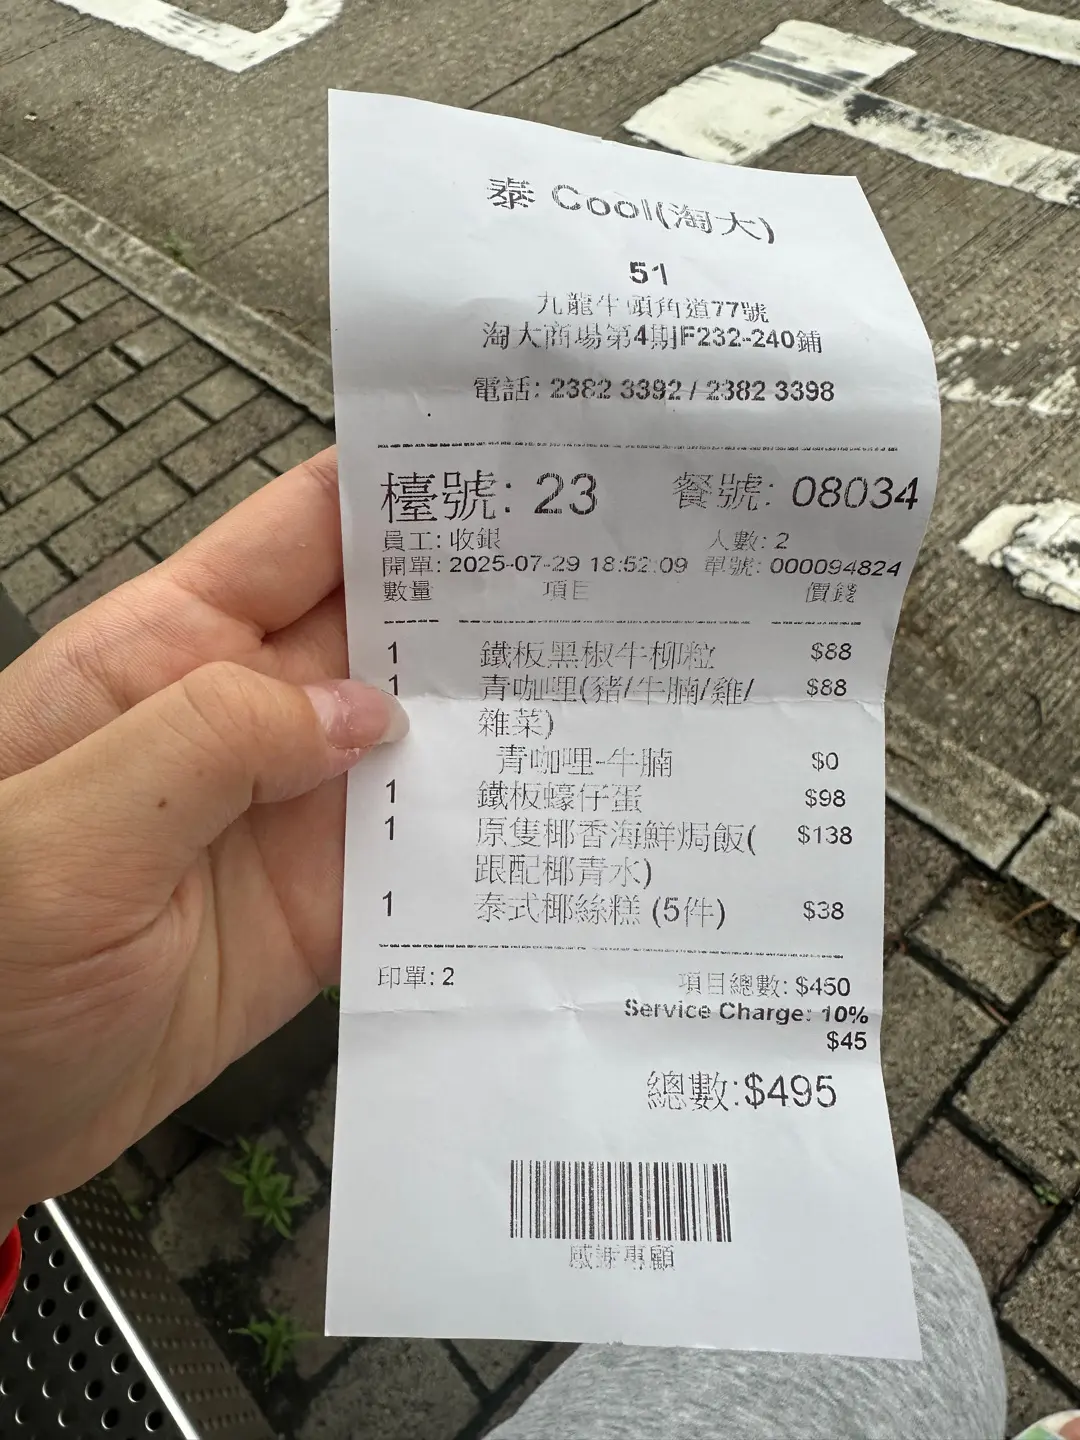 泰 Cool(淘大)
51
九龍牛頭角道77號
淘大商場第4期F232-240鋪
電話: 2382 3392 / 2382 3398
檯號: 23 餐號: 08034
員工: 收銀 人數: 2
開單: 2025-07-29 18:52:09 單號: 000094824
數量 項目 價錢
1 鐵板黑椒牛柳粒 $88
1 青咖哩(豬/牛腩/雞/ $88
雜菜)
青咖哩-牛腩 $0
1 鐵板蠔仔蛋 $98
1 原隻椰香海鮮焗飯( $138
跟配椰青水)
1 泰式椰絲糕 (5件) $38
印單: 2 項目總數: $450
Service Charge: 10%
$45
總數:$495
感謝專顧